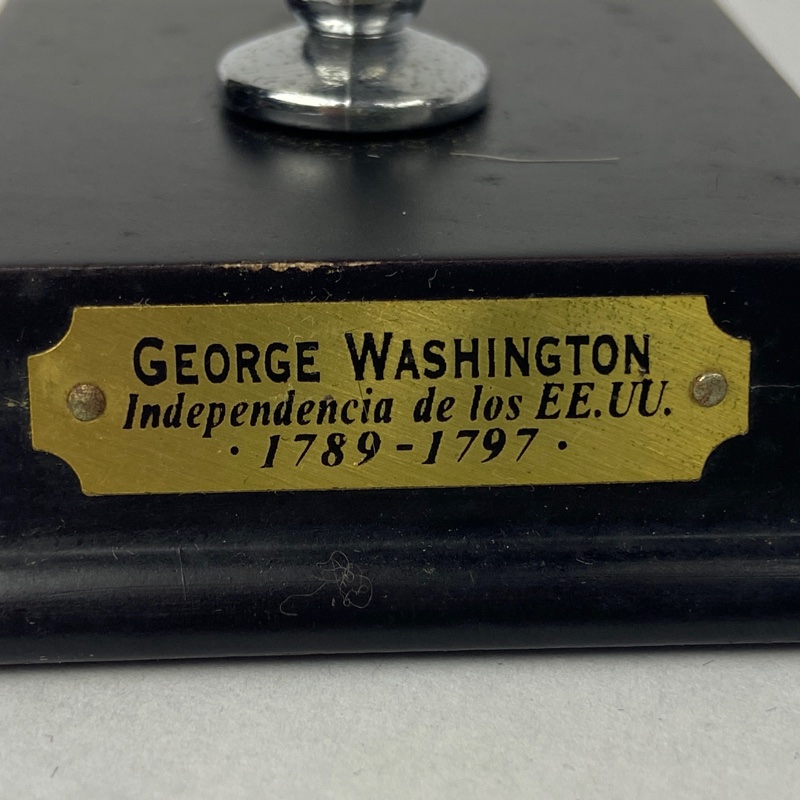 GEORGE WASHINGTON
Independencia de los EE.UU.
· 1789-1797 ·